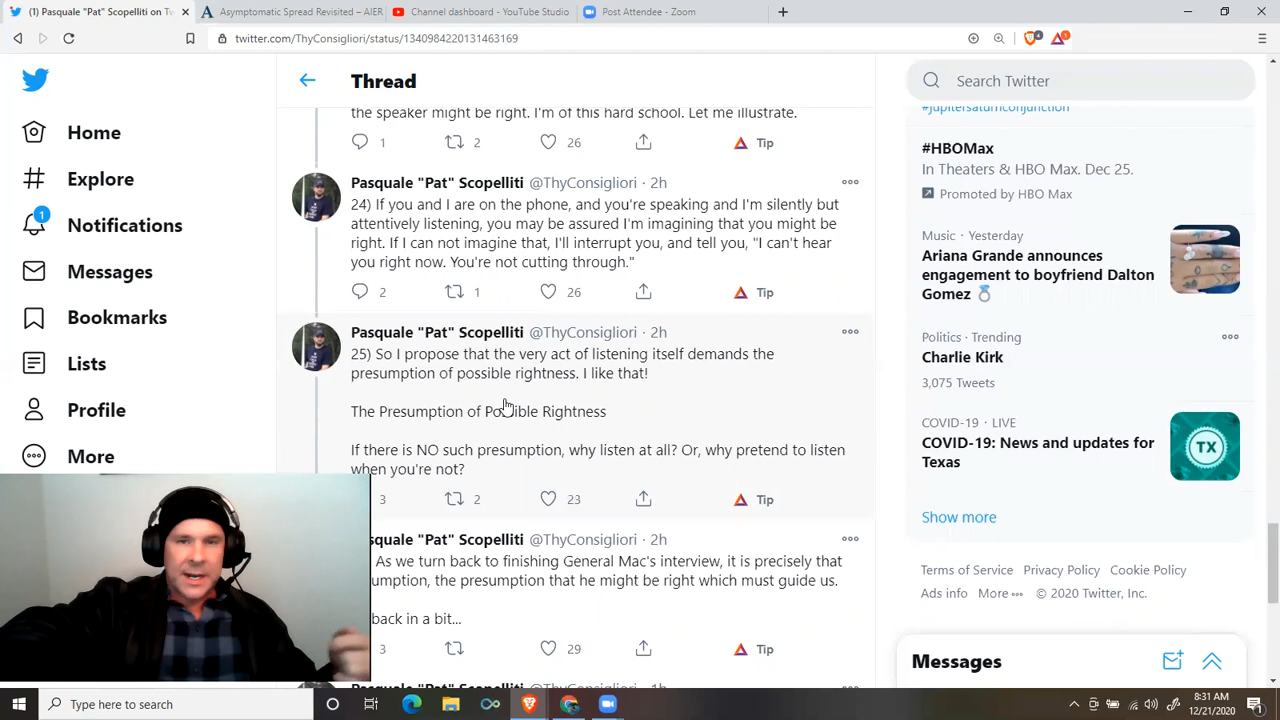 (1) Pasquale "Pat" Scopelliti on Tw
Asymptomatic Spread Revisited – AIER
Channel dashboard - YouTube Studio
Post Attendee - Zoom
twitter.com/ThyConsigliori/status/1340984220131463169
4
1
Home
Explore
1
Notifications
Messages
Bookmarks
Lists
Profile
More
Thread
the speaker might be right. I'm of this hard school. Let me illustrate.
1
2
26
Tip
Pasquale "Pat" Scopelliti @ThyConsigliori · 2h
24) If you and I are on the phone, and you're speaking and I'm silently but
attentively listening, you may be assured I'm imagining that you might be
right. If I can not imagine that, I'll interrupt you, and tell you, "I can't hear
you right now. You're not cutting through."
2
1
26
Tip
Pasquale "Pat" Scopelliti @ThyConsigliori · 2h
25) So I propose that the very act of listening itself demands the
presumption of possible rightness. I like that!
The Presumption of Possible Rightness
If there is NO such presumption, why listen at all? Or, why pretend to listen
when you're not?
3
2
23
Tip
squale "Pat" Scopelliti @ThyConsigliori · 2h
As we turn back to finishing General Mac's interview, it is precisely that
umption, the presumption that he might be right which must guide us.
back in a bit...
3
29
Tip
Search Twitter
#jupitersaturnconjunction
#HBOMax
In Theaters & HBO Max. Dec 25.
Promoted by HBO Max
Music · Yesterday
Ariana Grande announces
engagement to boyfriend Dalton
Gomez
Politics · Trending
Charlie Kirk
3,075 Tweets
COVID-19 · LIVE
COVID-19: News and updates for
Texas
TX
Show more
Terms of Service Privacy Policy Cookie Policy
Ads info More © 2020 Twitter, Inc.
Messages
Type here to search
8:31 AM
12/21/2020